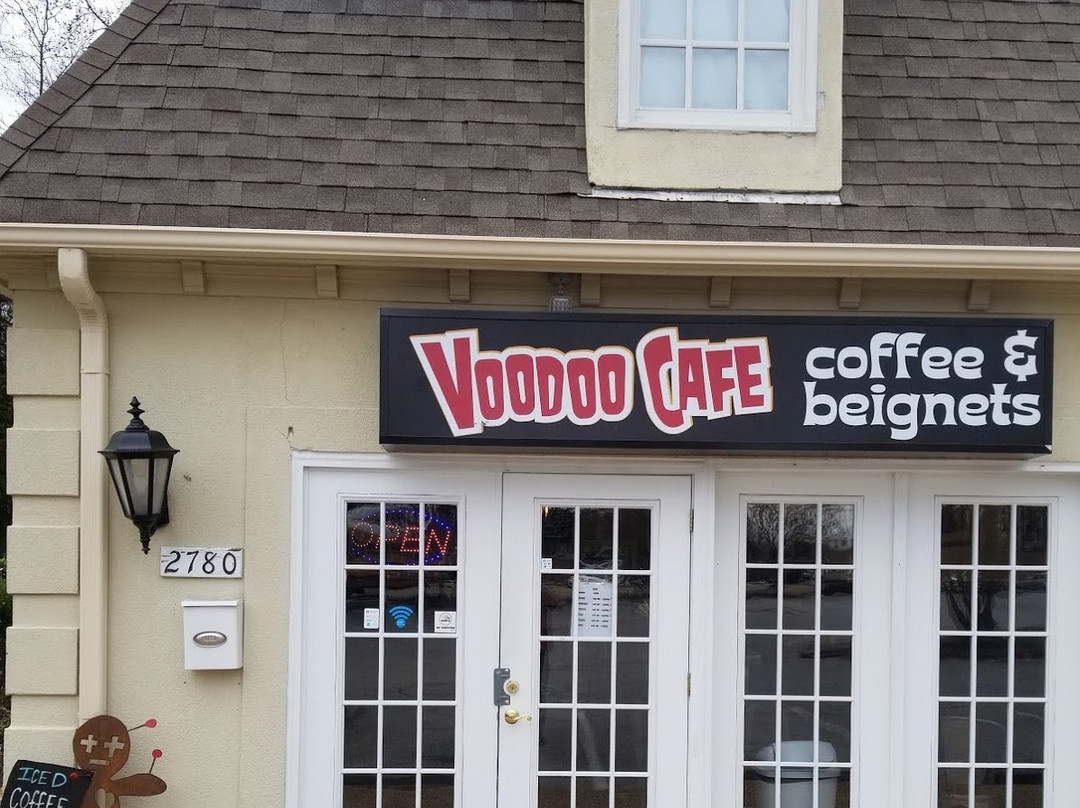 VOODOO CAFE
coffee &
beignets
OPEN
2780
ICED
COFFEE